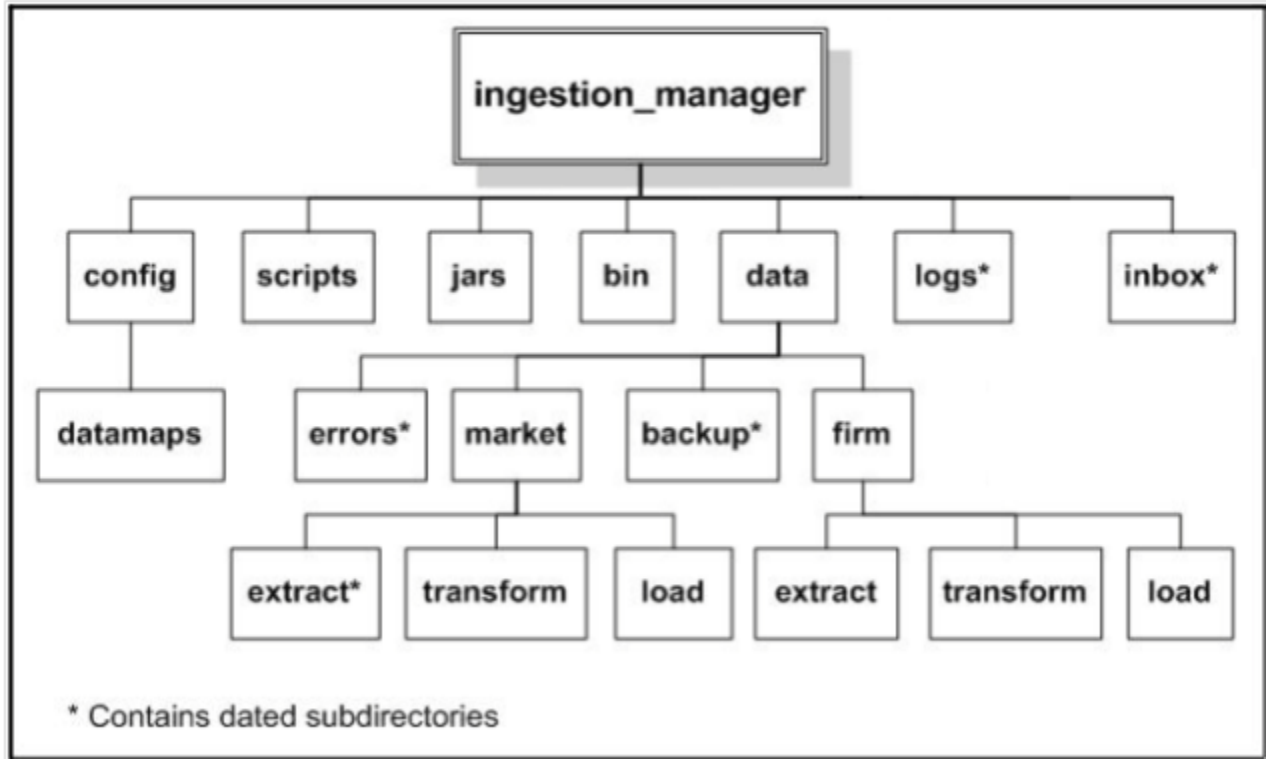 ingestion_manager
config scripts jars bin data logs* inbox*
datamaps errors* market backup* firm
extract* transform load extract transform load
* Contains dated subdirectories